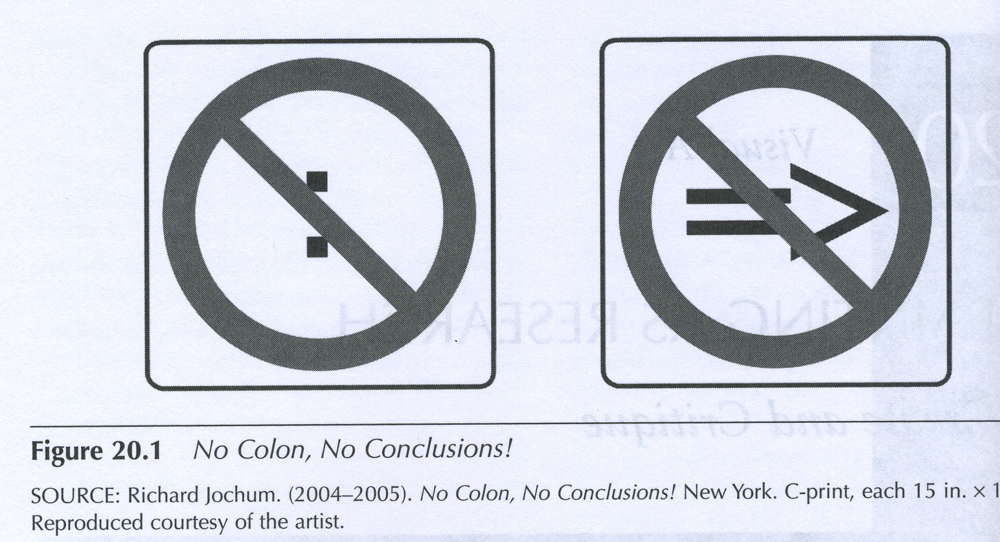 :
⇒
Figure 20.1 No Colon, No Conclusions!
SOURCE: Richard Jochum. (2004–2005). No Colon, No Conclusions! New York. C-print, each 15 in. × 1
Reproduced courtesy of the artist.